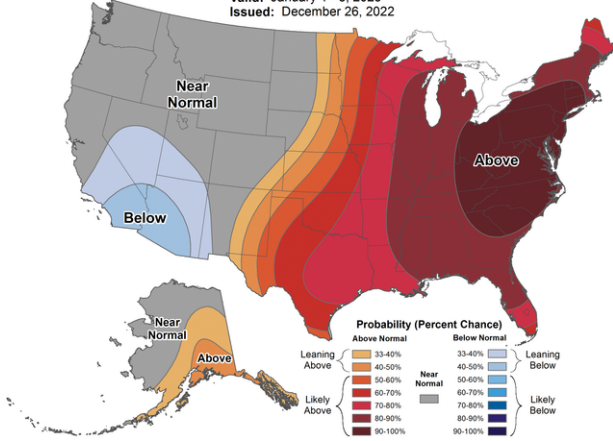 Issued: December 26, 2022
Near
Normal
Above
Below
Near
Normal
Above
Probability (Percent Chance)
Above Normal
Below Normal
Leaning
Above
33-40%
40-50%
Likely
Above
50-60%
60-70%
70-80%
80-90%
90-100%
Near
Normal
33-40%
40-50%
Leaning
Below
50-60%
60-70%
70-80%
80-90%
90-100%
Likely
Below